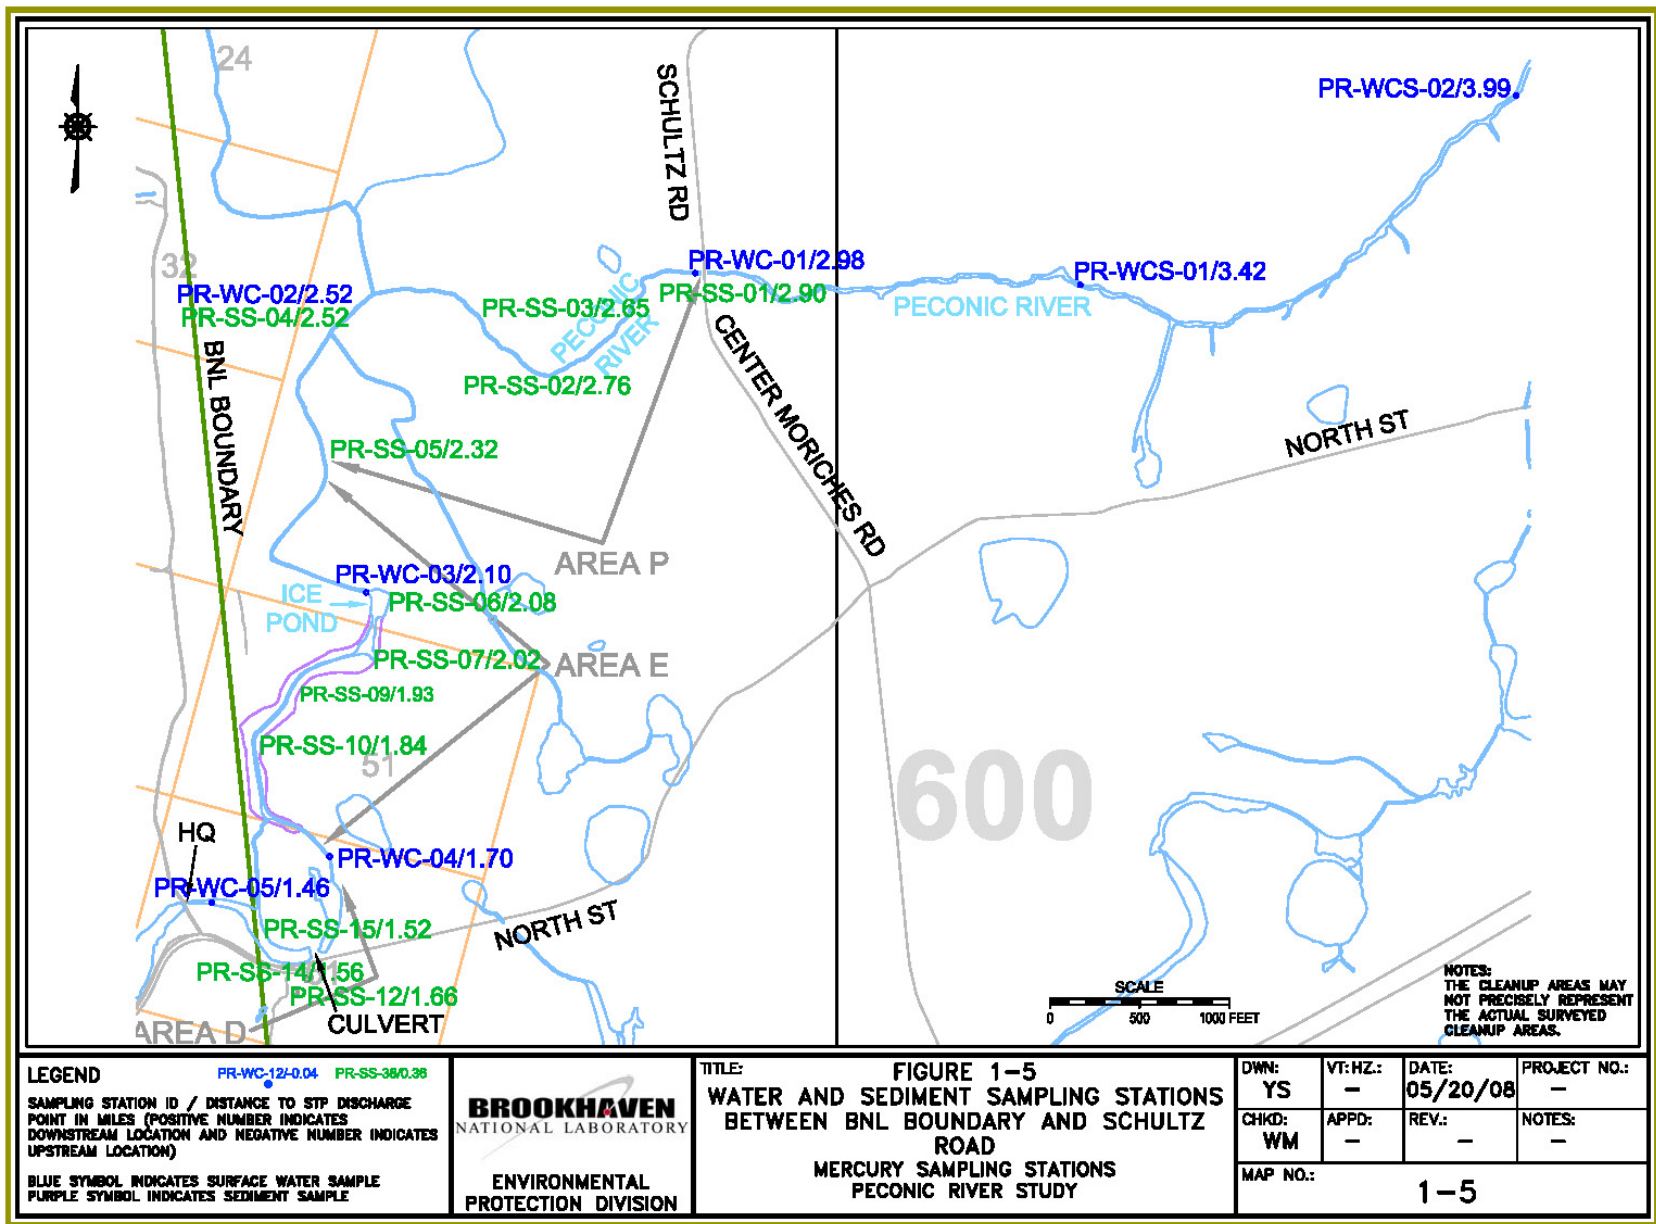 24
SCHULTZ RD
PR-WCS-02/3.99
32
PR-WC-01/2.98
PR-WCS-01/3.42
PR-WC-02/2.52
PR-SS-04/2.52
PR-SS-03/2.65
PR-SS-01/2.90
PECONIC
RIVER
PECONIC RIVER
BNL BOUNDARY
PR-SS-02/2.76
CENTER MORICHES RD
NORTH ST
PR-SS-05/2.32
AREA P
PR-WC-03/2.10
ICE
POND
PR-SS-06/2.08
PR-SS-07/2.02
AREA E
PR-SS-09/1.93
PR-SS-10/1.84
51
600
HQ
PR-WC-04/1.70
PR-WC-05/1.46
PR-SS-15/1.52
NORTH ST
PR-SS-14/1.56
PR-SS-12/1.66
CULVERT
AREA D
SCALE
0 500 1000 FEET
NOTES:
THE CLEANUP AREAS MAY
NOT PRECISELY REPRESENT
THE ACTUAL SURVEYED
CLEANUP AREAS.
LEGEND
PR-WC-12/-0.04 PR-SS-38/0.36
SAMPLING STATION ID / DISTANCE TO STP DISCHARGE
POINT IN MILES (POSITIVE NUMBER INDICATES
DOWNSTREAM LOCATION AND NEGATIVE NUMBER INDICATES
UPSTREAM LOCATION)
BLUE SYMBOL INDICATES SURFACE WATER SAMPLE
PURPLE SYMBOL INDICATES SEDIMENT SAMPLE
BROOKHAVEN
NATIONAL LABORATORY
ENVIRONMENTAL
PROTECTION DIVISION
TITLE:
FIGURE 1-5
WATER AND SEDIMENT SAMPLING STATIONS
BETWEEN BNL BOUNDARY AND SCHULTZ
ROAD
MERCURY SAMPLING STATIONS
PECONIC RIVER STUDY
DWN:
YS
VT:HZ.:
-
DATE:
05/20/08
PROJECT NO.:
-
CHKD:
WM
APPD:
-
REV.:
-
NOTES:
-
MAP NO.:
1-5